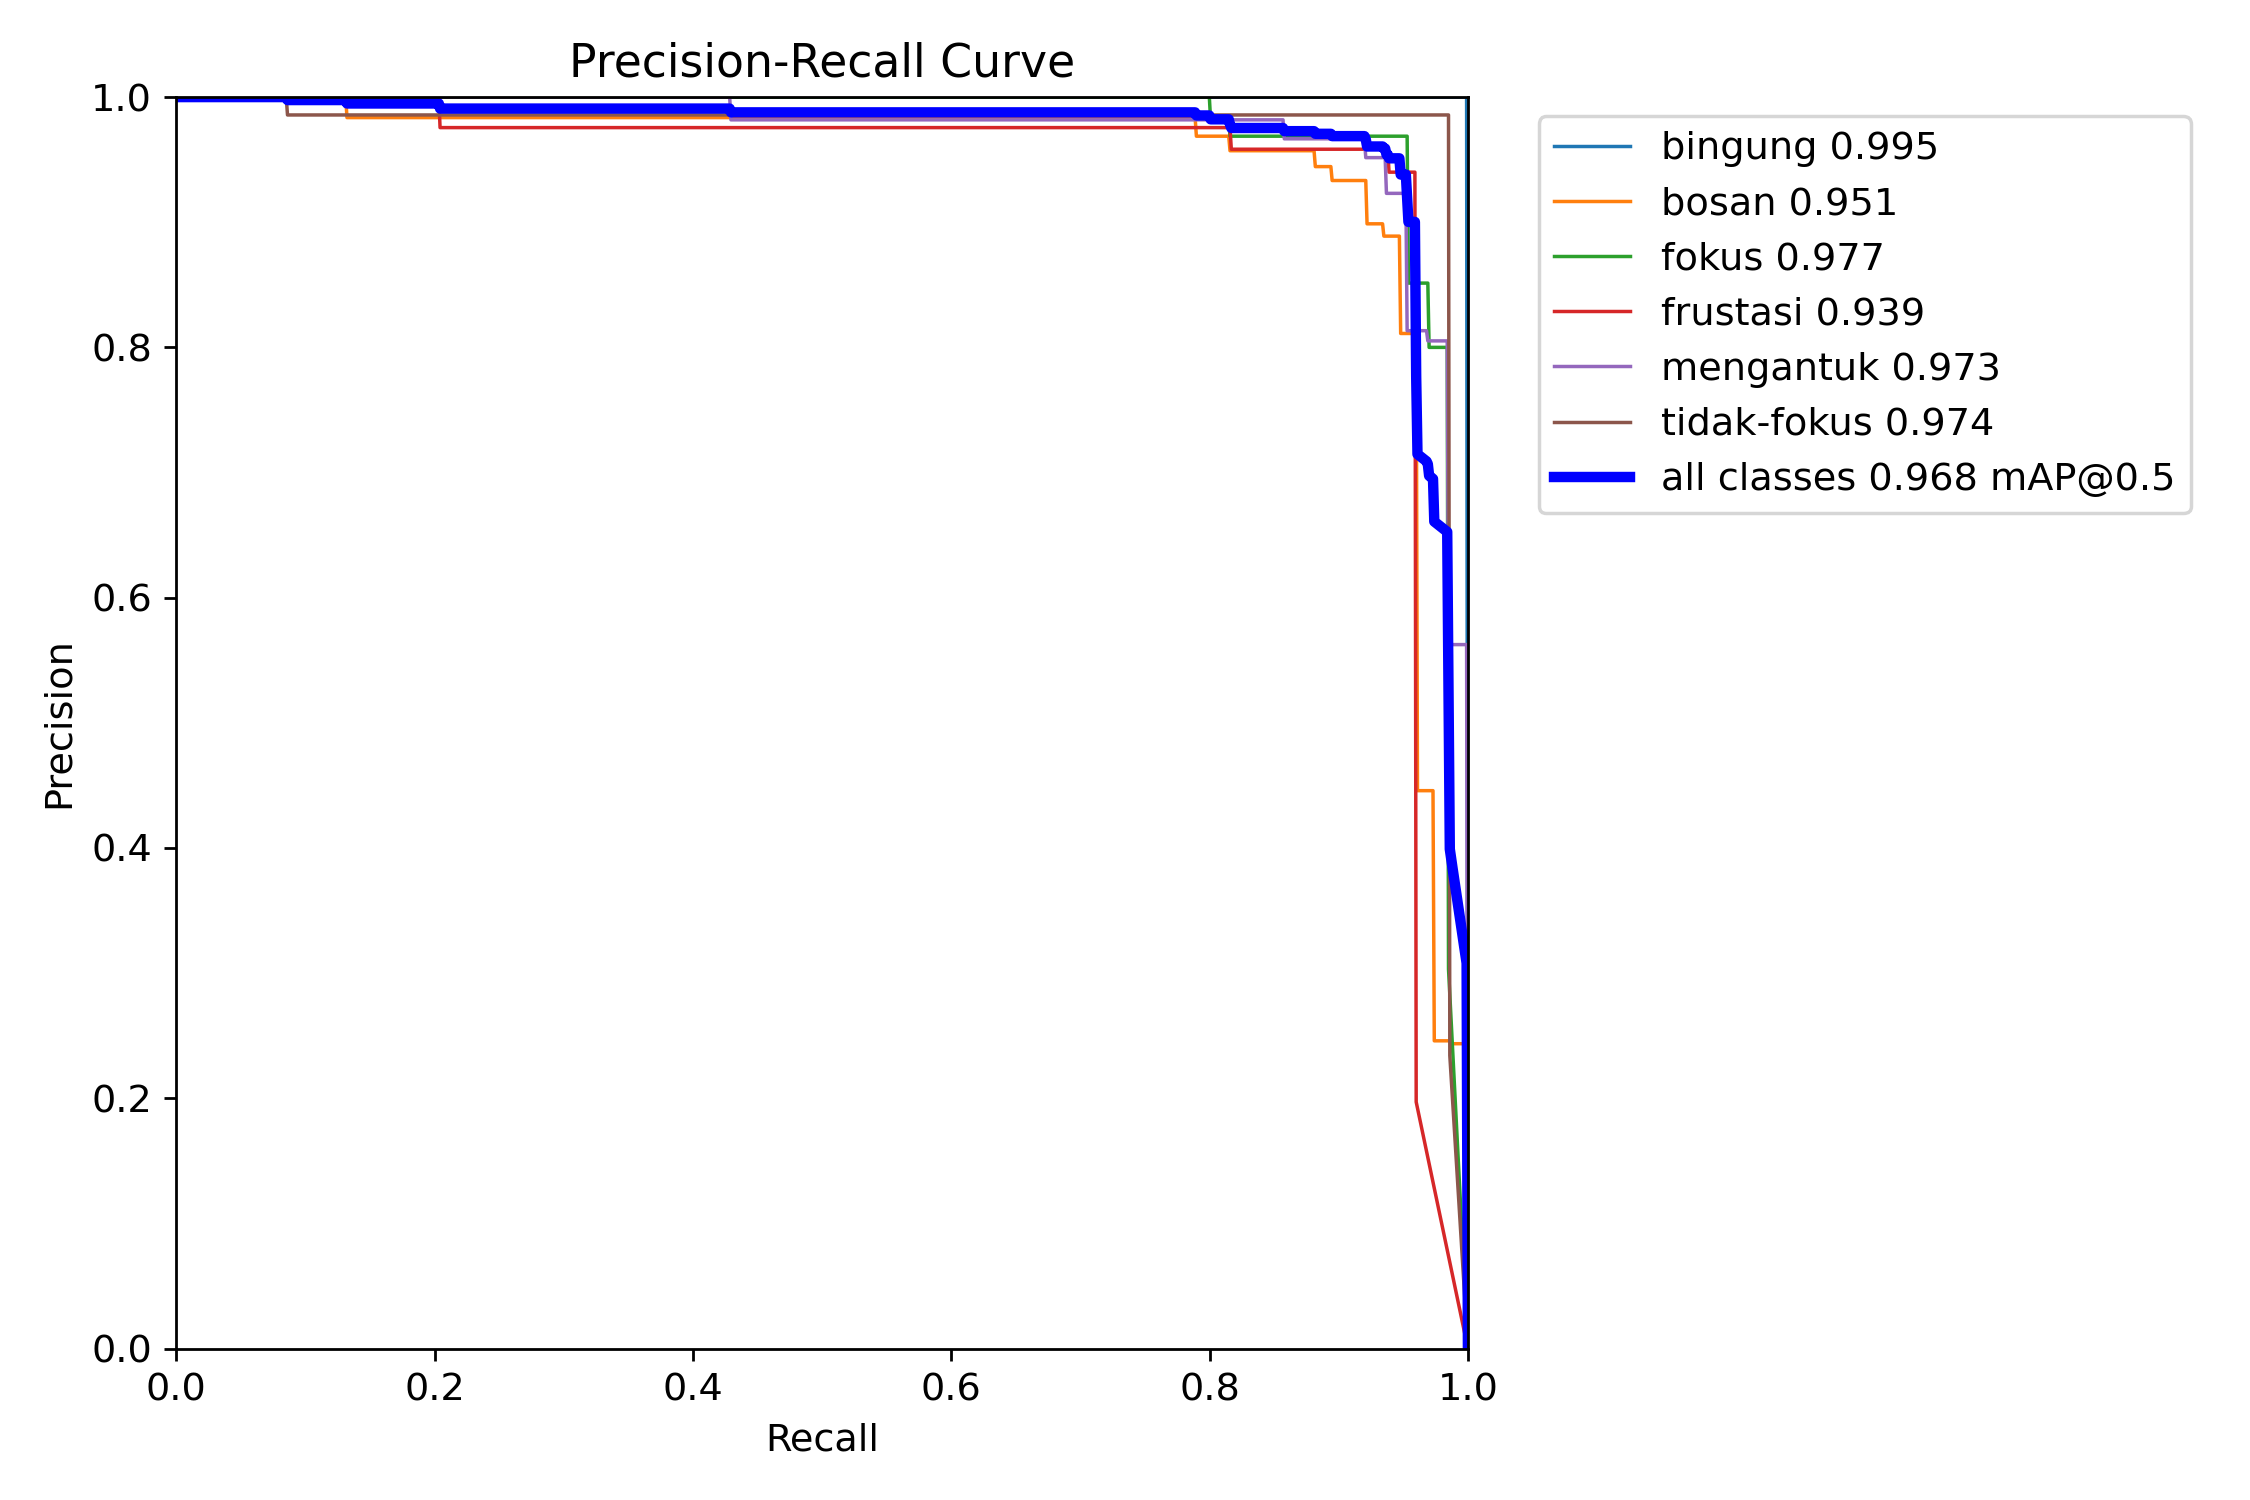 Precision-Recall Curve
1.0
0.8
0.6
0.4
0.2
0.0
Precision
0.0 0.2 0.4 0.6 0.8 1.0
Recall
bingung 0.995
bosan 0.951
fokus 0.977
frustasi 0.939
mengantuk 0.973
tidak-fokus 0.974
all classes 0.968 mAP@0.5